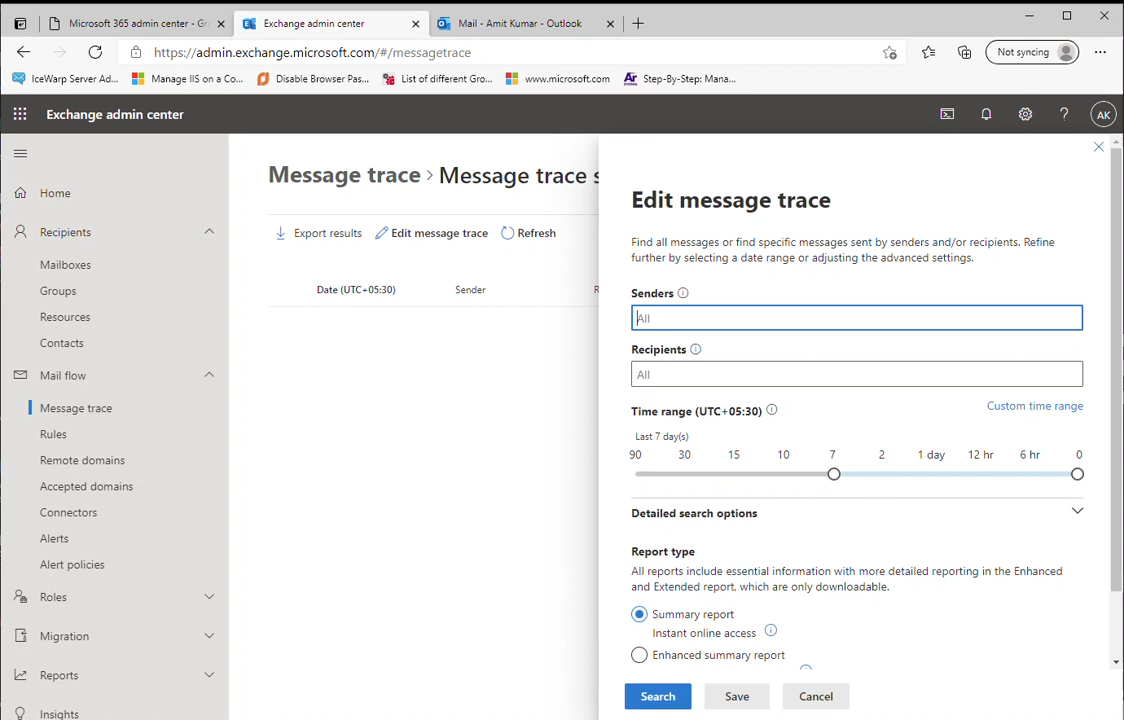 Microsoft 365 admin center - Gr
Exchange admin center
Mail - Amit Kumar - Outlook
https://admin.exchange.microsoft.com/#/messagetrace
Not syncing
IceWarp Server Ad...
Manage IIS on a Co...
Disable Browser Pas...
List of different Gro...
www.microsoft.com
Step-By-Step: Mana...
Exchange admin center
AK
Home
Recipients
Mailboxes
Groups
Resources
Contacts
Mail flow
Message trace
Rules
Remote domains
Accepted domains
Connectors
Alerts
Alert policies
Roles
Migration
Reports
Insights
Message trace > Message trace s
Export results
Edit message trace
Refresh
Date (UTC+05:30)
Sender
R
Edit message trace
Find all messages or find specific messages sent by senders and/or recipients. Refine
further by selecting a date range or adjusting the advanced settings.
Senders
All
Recipients
All
Time range (UTC+05:30)
Custom time range
Last 7 day(s)
90 30 15 10 7 2 1 day 12 hr 6 hr 0
Detailed search options
Report type
All reports include essential information with more detailed reporting in the Enhanced
and Extended report, which are only downloadable.
Summary report
Instant online access
Enhanced summary report
Search
Save
Cancel